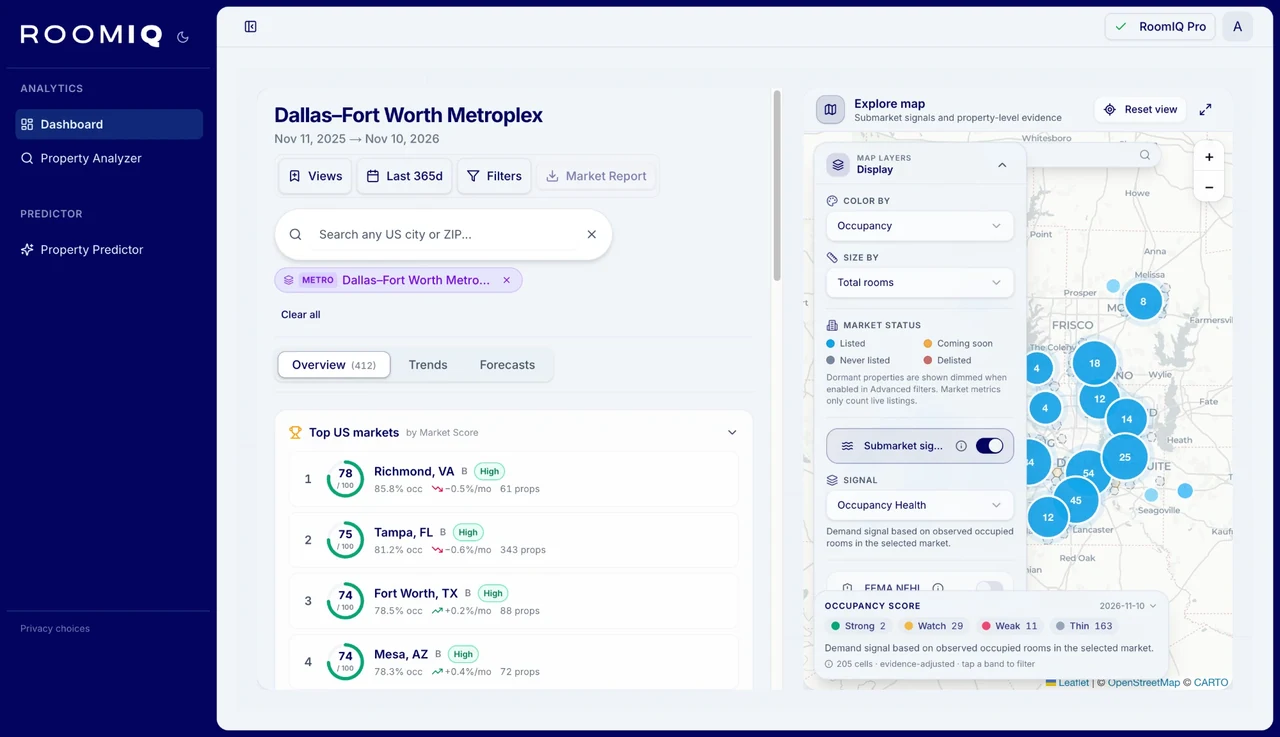 ROOMIQ
ANALYTICS
Dashboard
Property Analyzer
PREDICTOR
Property Predictor
Privacy choices
RoomIQ Pro
A
Dallas–Fort Worth Metroplex
Nov 11, 2025 → Nov 10, 2026
Views
Last 365d
Filters
Market Report
Search any US city or ZIP...
METRO Dallas–Fort Worth Metro...
Clear all
Overview (412)
Trends
Forecasts
Top US markets by Market Score
1
78
/ 100
Richmond, VA B High
85.8% occ −0.5%/mo 61 props
2
75
/ 100
Tampa, FL B High
81.2% occ −0.6%/mo 343 props
3
74
/ 100
Fort Worth, TX B High
78.5% occ +0.2%/mo 88 props
4
74
/ 100
Mesa, AZ B High
78.3% occ +0.4%/mo 72 props
Explore map
Submarket signals and property-level evidence
Reset view
MAP LAYERS
Display
COLOR BY
Occupancy
SIZE BY
Total rooms
MARKET STATUS
Listed
Coming soon
Never listed
Delisted
Dormant properties are shown dimmed when
enabled in Advanced filters. Market metrics
only count live listings.
Submarket sig...
SIGNAL
Occupancy Health
Demand signal based on observed occupied
rooms in the selected market.
FEMA NFHL
+
−
Whitesboro
Howe
Point
Anna
Melissa
Prosper
8
FRISCO
Farmersvi
The Colony
18
4
Wylie
12
4
Fate
14
Heath
25
54
45
12
Seagoville
Lancaster
Kauf
Red Oak
OCCUPANCY SCORE
2026-11-10
Strong 2
Watch 29
Weak 11
Thin 163
Demand signal based on observed occupied rooms in the selected market.
205 cells · evidence-adjusted · tap a band to filter
Leaflet | © OpenStreetMap © CARTO